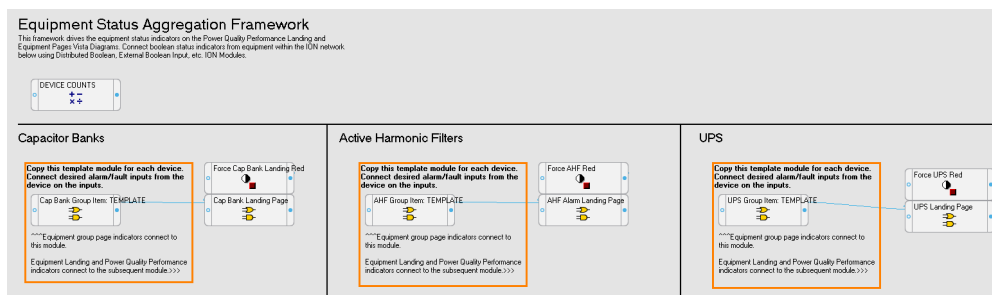 Equipment Status Aggregation Framework
This framework drives the equipment status indicators on the Power Quality Performance Landing and
Equipment Pages Vista Diagrams. Connect boolean status indicators from equipment within the ION network
below using Distributed Boolean, External Boolean Input, etc. ION Modules.
DEVICE COUNTS
Capacitor Banks
Copy this template module for each device.
Connect desired alarm/fault inputs from the
device on the inputs.
Cap Bank Group Item: TEMPLATE
^^^Equipment group page indicators connect to
this module.
Equipment Landing and Power Quality Performance
indicators connect to the subsequent module.>>>
Force Cap Bank Landing Red
Cap Bank Landing Page
Active Harmonic Filters
Copy this template module for each device.
Connect desired alarm/fault inputs from the
device on the inputs.
AHF Group Item: TEMPLATE
^^^Equipment group page indicators connect to
this module.
Equipment Landing and Power Quality Performance
indicators connect to the subsequent module.>>>
Force AHF Red
AHF Alarm Landing Page
UPS
Copy this template module for each device.
Connect desired alarm/fault inputs from the
device on the inputs.
UPS Group Item: TEMPLATE
^^^Equipment group page indicators connect to
this module.
Equipment Landing and Power Quality Performance
indicators connect to the subsequent module.>>>
Force UPS Red
UPS Landing Page